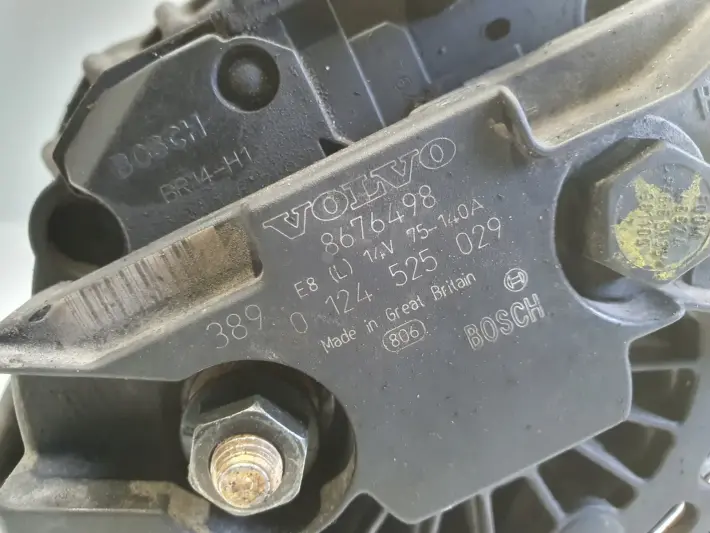 BOSCH
BR14-H1
VOLVO
8676498
E8 (L) 14V 75-140A
389 0 124 525 029
Made in Great Britain
806
BOSCH